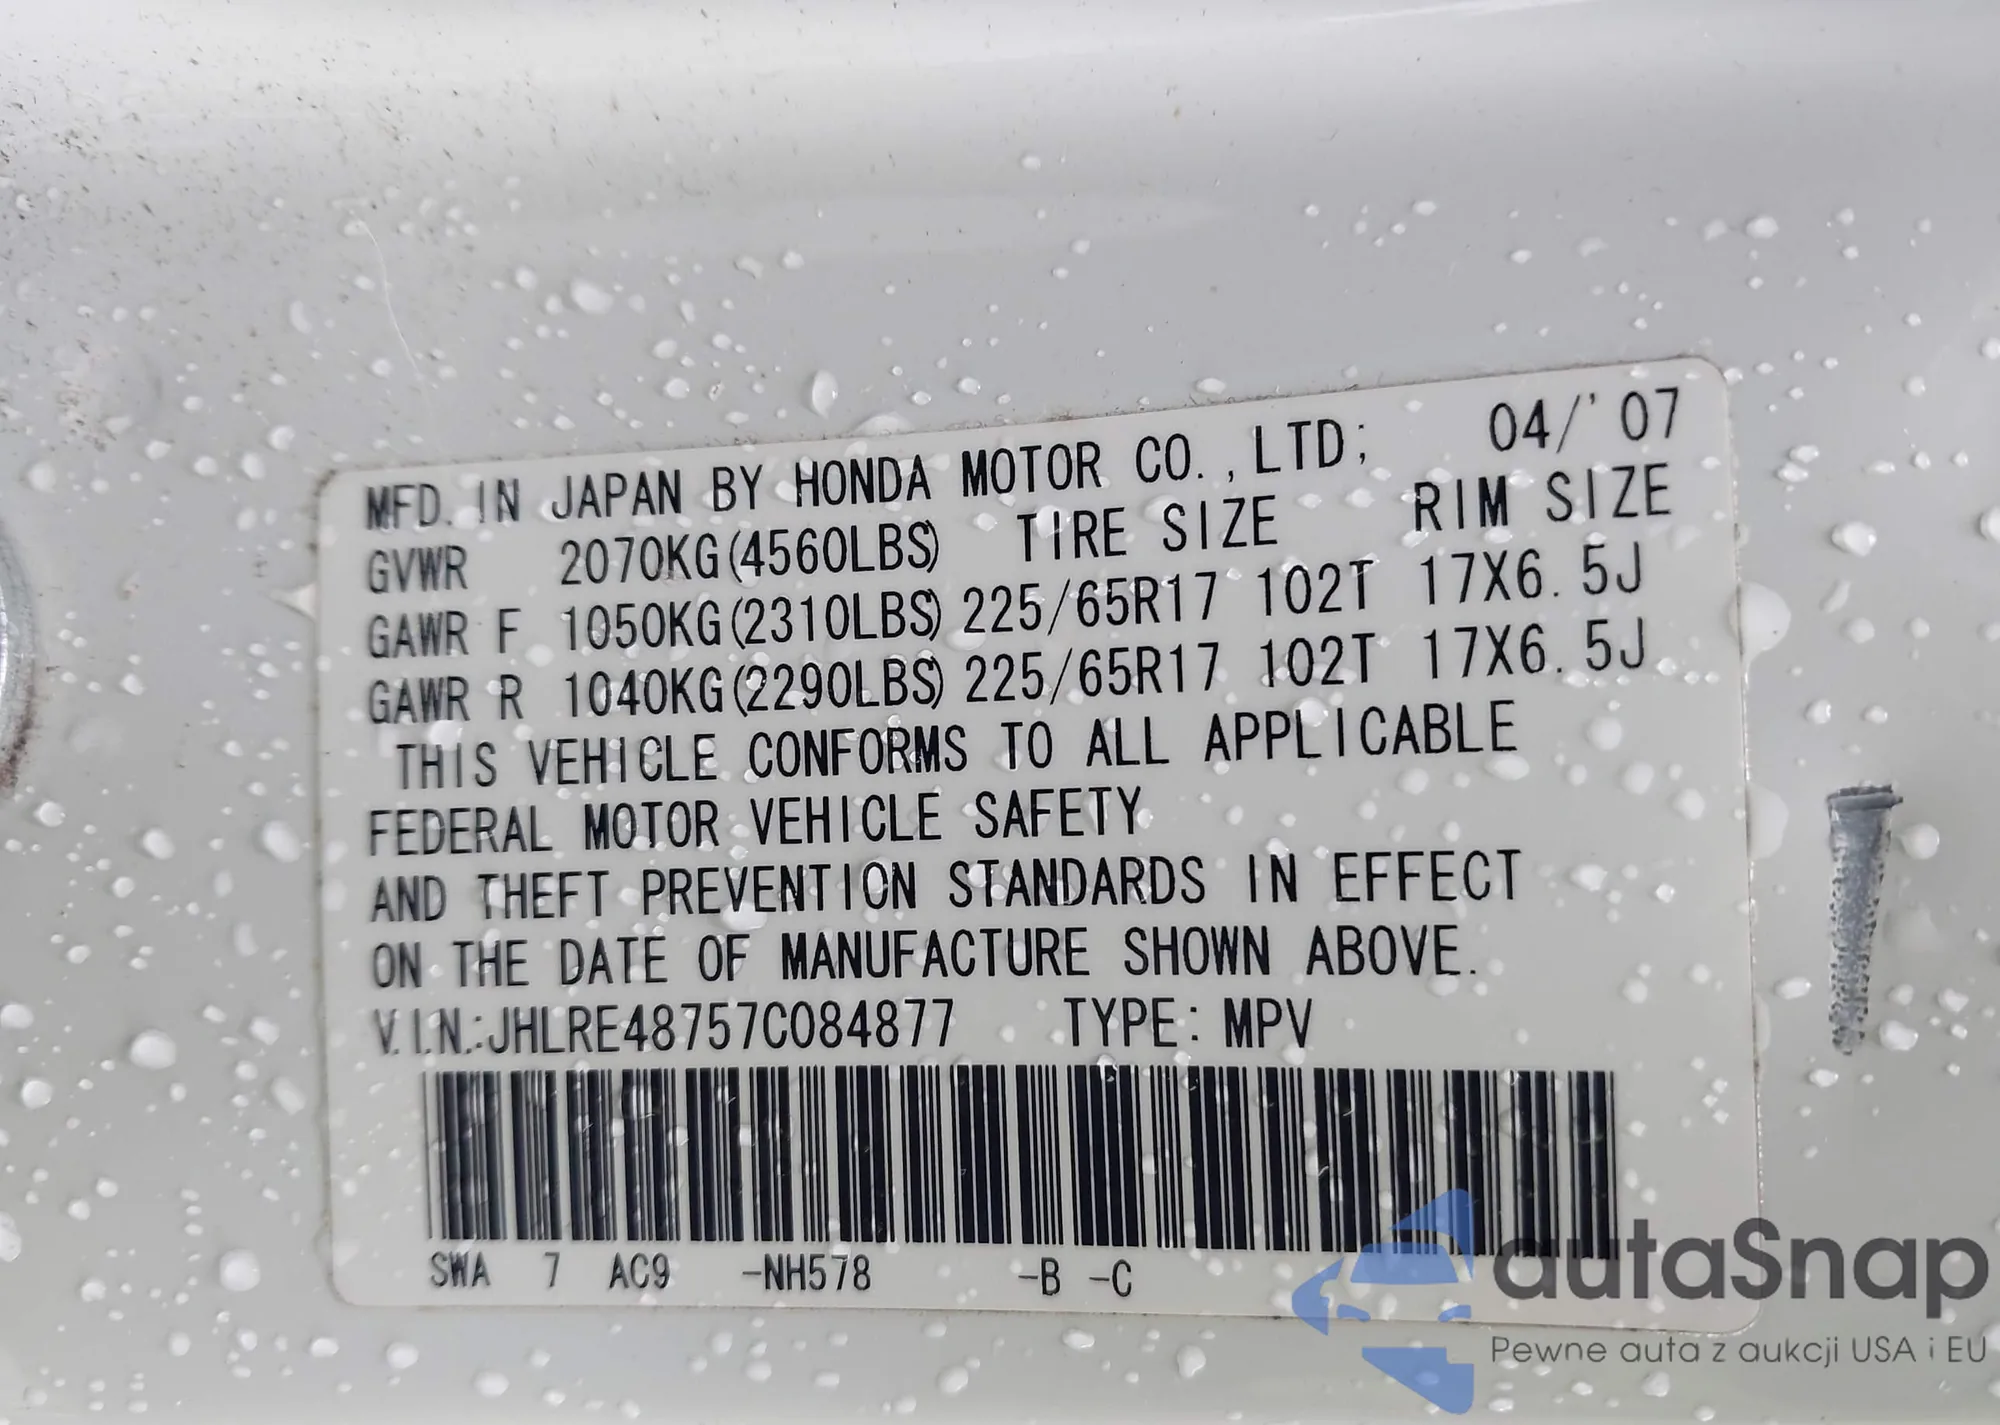 MFD. IN JAPAN BY HONDA MOTOR CO.,LTD; 04/'07
GVWR 2070KG(4560LBS) TIRE SIZE RIM SIZE
GAWR F 1050KG(2310LBS) 225/65R17 102T 17X6.5J
GAWR R 1040KG(2290LBS) 225/65R17 102T 17X6.5J
THIS VEHICLE CONFORMS TO ALL APPLICABLE
FEDERAL MOTOR VEHICLE SAFETY
AND THEFT PREVENTION STANDARDS IN EFFECT
ON THE DATE OF MANUFACTURE SHOWN ABOVE.
V.I.N.:JHLRE48757C084877 TYPE: MPV
SWA 7 AC9 -NH578 -B -C
autaSnap
Pewne auta z aukcji USA i EU